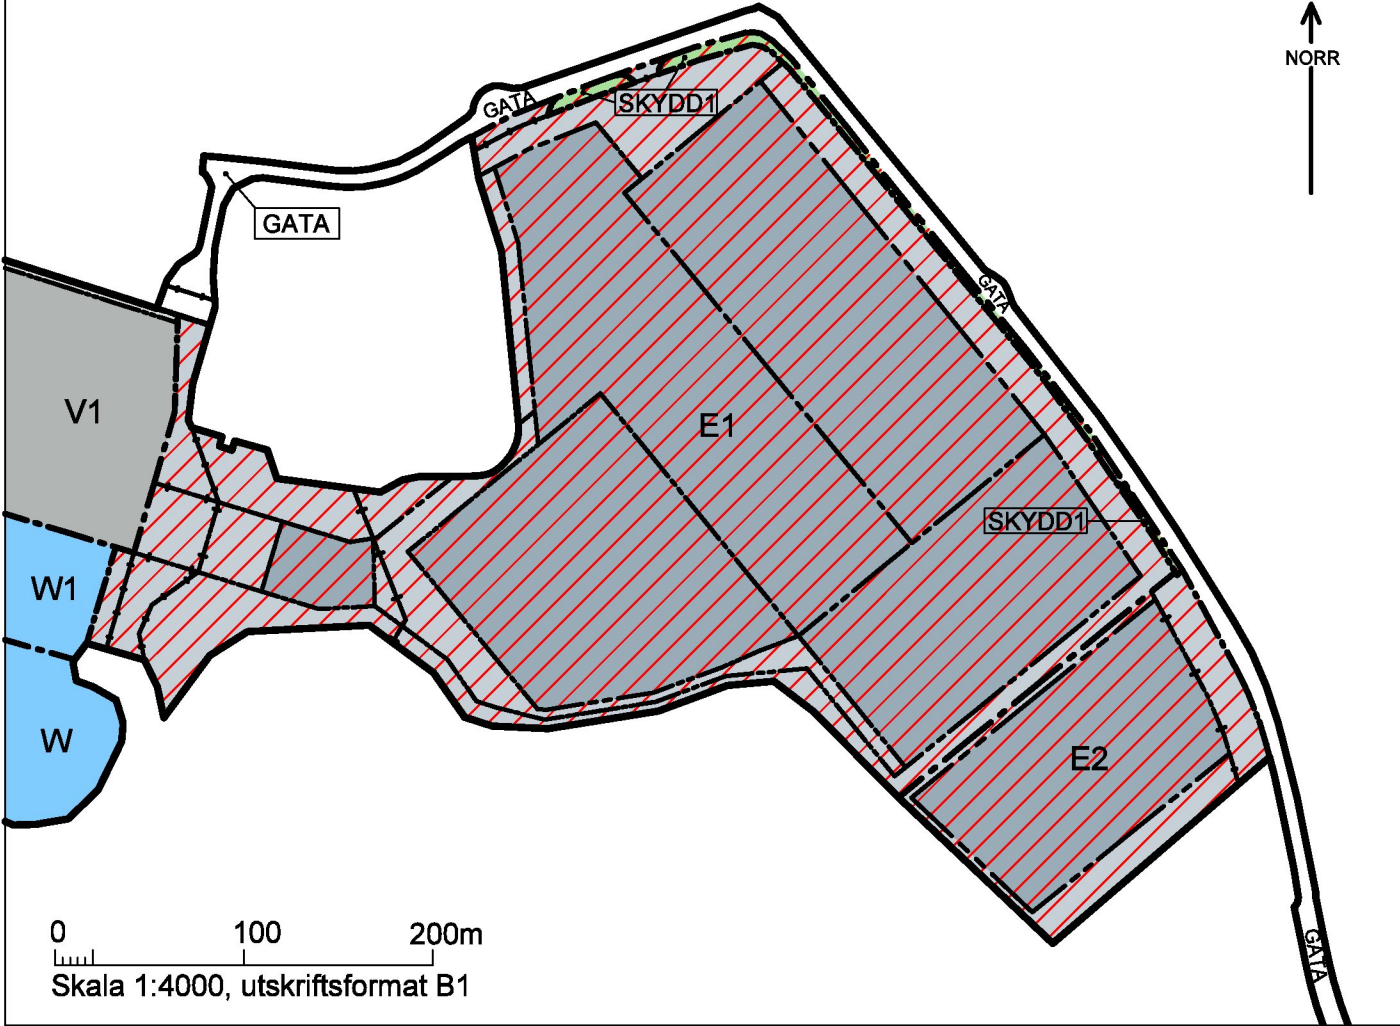 NORR
GATA
SKYDD1
GATA
GATA
V1
E1
SKYDD1
W1
W
E2
0 100 200m
Skala 1:4000, utskriftsformat B1
GATA